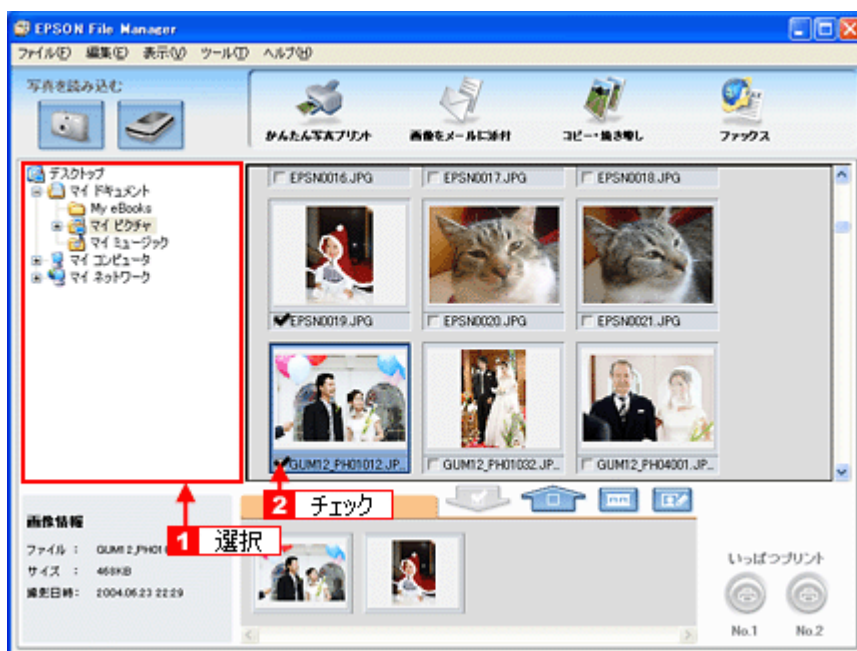 EPSON File Manager
ファイル(F) 編集(E) 表示(V) ツール(T) ヘルプ(H)
写真を読み込む
かんたん写真プリント
画像をメールに添付
コピー・焼き増し
ファックス
デスクトップ
マイ ドキュメント
My eBooks
マイ ピクチャ
マイ ミュージック
マイ コンピュータ
マイ ネットワーク
EPSN0016.JPG
EPSN0017.JPG
EPSN0018.JPG
EPSN0019.JPG
EPSN0020.JPG
EPSN0021.JPG
GUM12_PH01012.JP...
GUM12_PH01032.JP...
GUM12_PH04001.JP...
1 選択
2 チェック
画像情報
ファイル : GUM12_PH01
サイズ : 468KB
撮影日時: 2004.06.23 22:29
いっぱつプリント
No.1 No.2